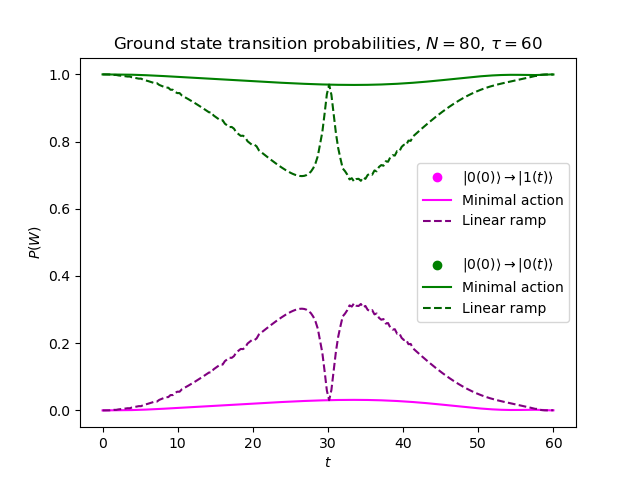 Ground state transition probabilities, N = 80, τ = 60
P(W)
1.0
0.8
0.6
0.4
0.2
0.0
|0(0)⟩ → |1(t)⟩
Minimal action
Linear ramp
|0(0)⟩ → |0(t)⟩
Minimal action
Linear ramp
0 10 20 30 40 50 60
t